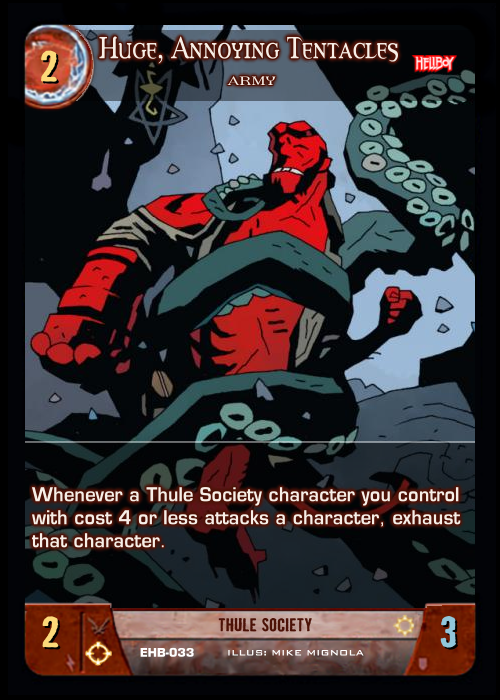 2
Huge, Annoying Tentacles
HELLBOY
ARMY
Whenever a Thule Society character you control
with cost 4 or less attacks a character, exhaust
that character.
2
THULE SOCIETY
3
EHB-033 ILLUS: MIKE MIGNOLA